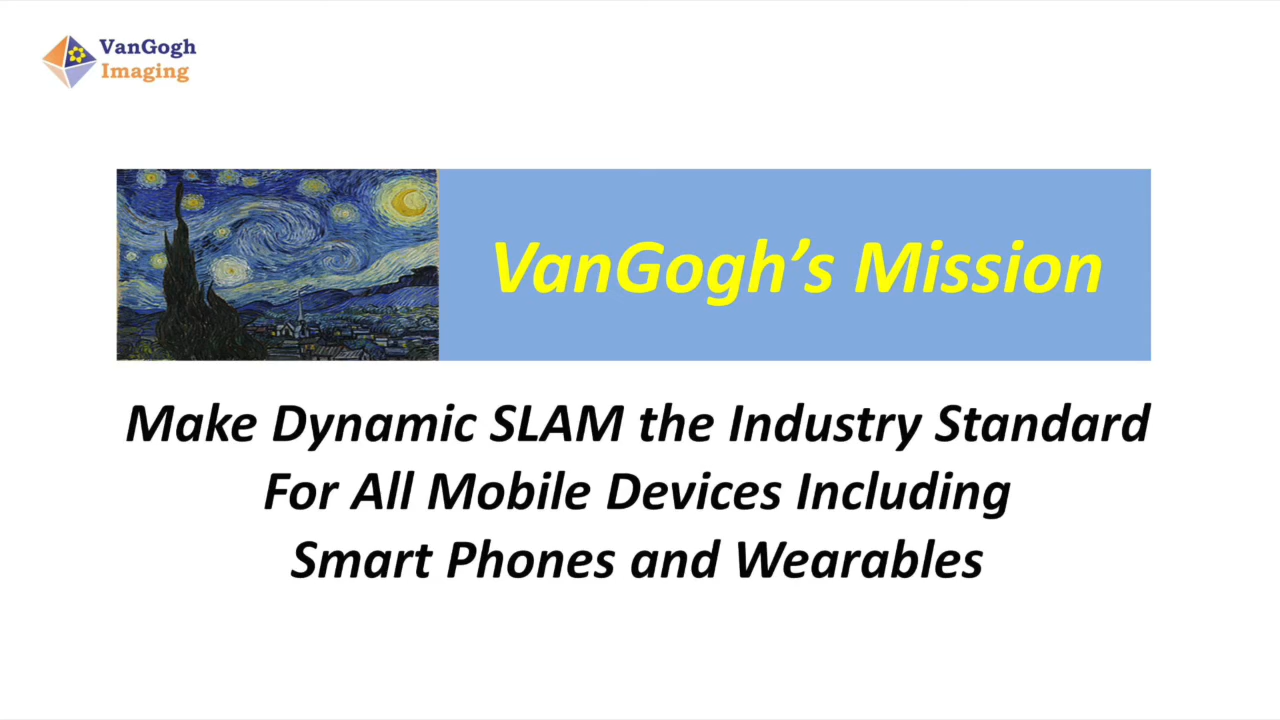 VanGogh
Imaging
VanGogh's Mission
Make Dynamic SLAM the Industry Standard
For All Mobile Devices Including
Smart Phones and Wearables